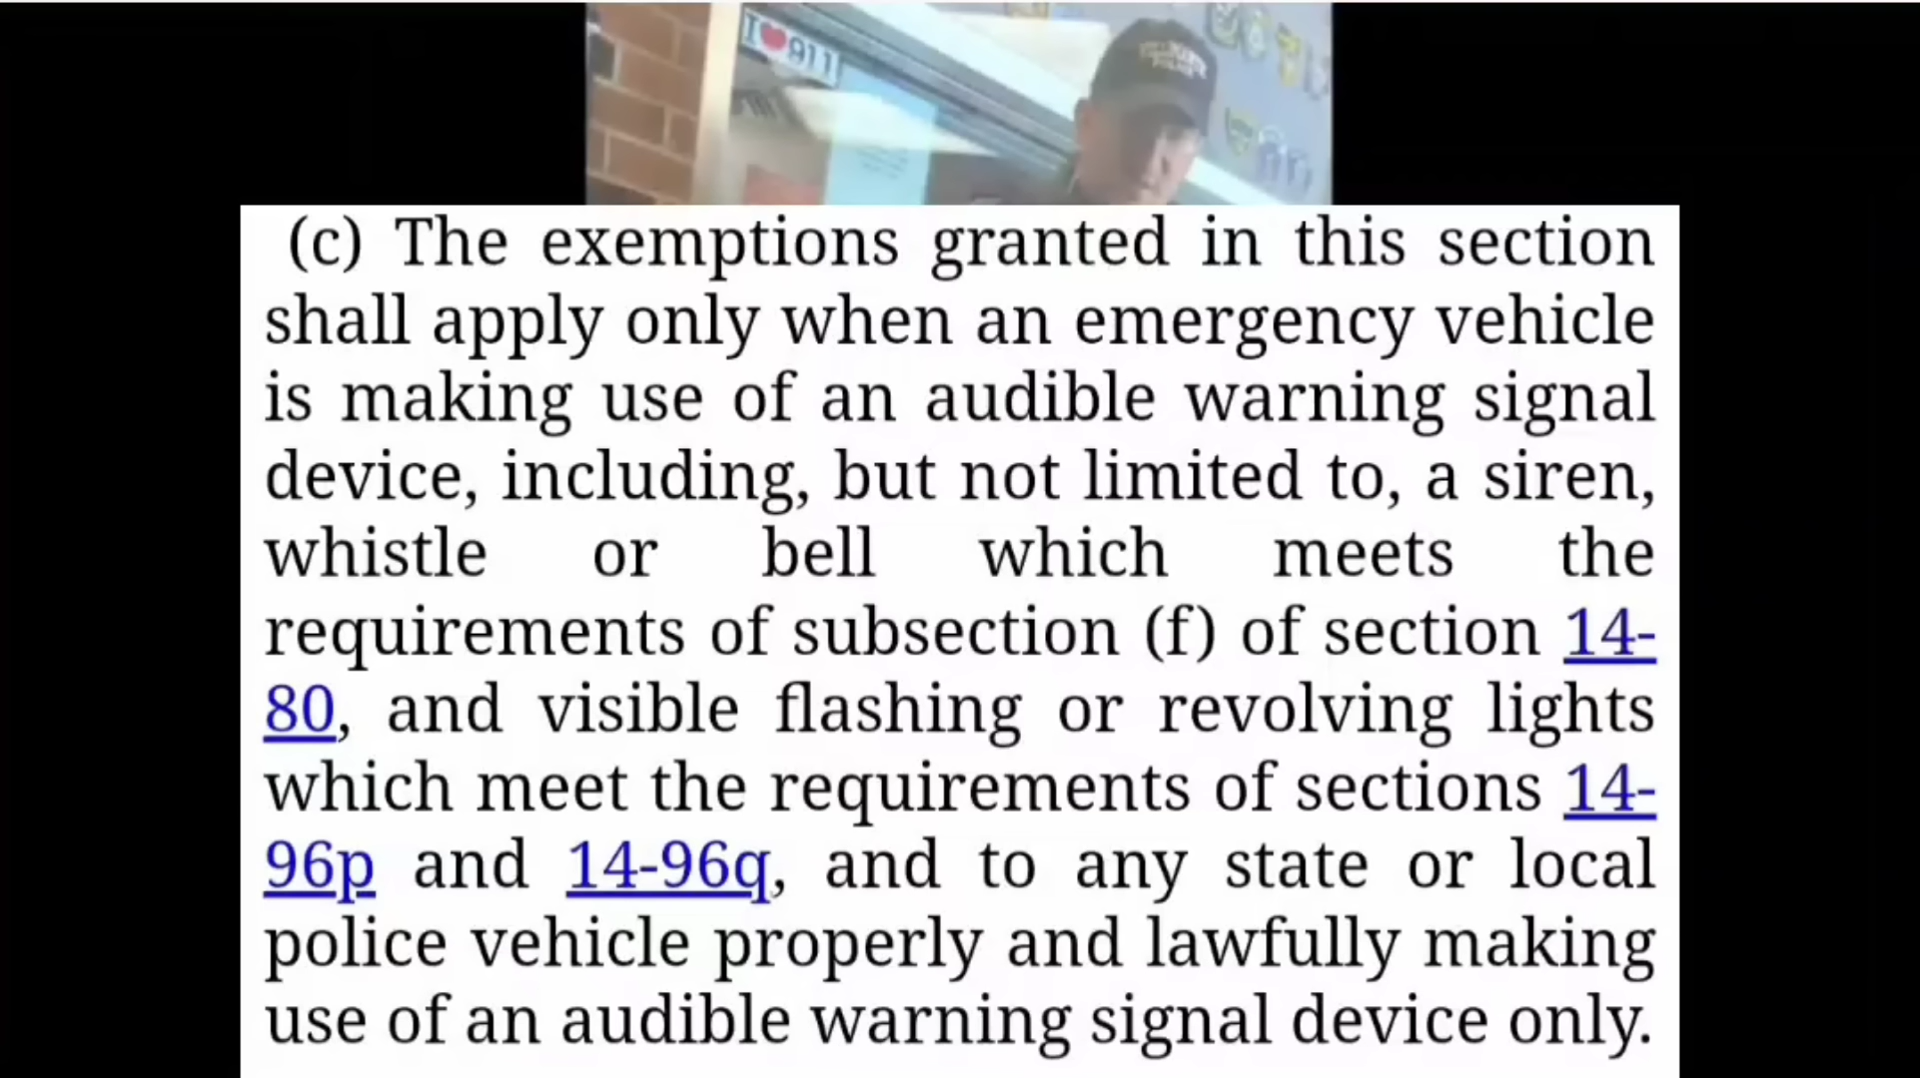 I❤911
POLICE
(c) The exemptions granted in this section
shall apply only when an emergency vehicle
is making use of an audible warning signal
device, including, but not limited to, a siren,
whistle or bell which meets the
requirements of subsection (f) of section 14-
80, and visible flashing or revolving lights
which meet the requirements of sections 14-
96p and 14-96q, and to any state or local
police vehicle properly and lawfully making
use of an audible warning signal device only.